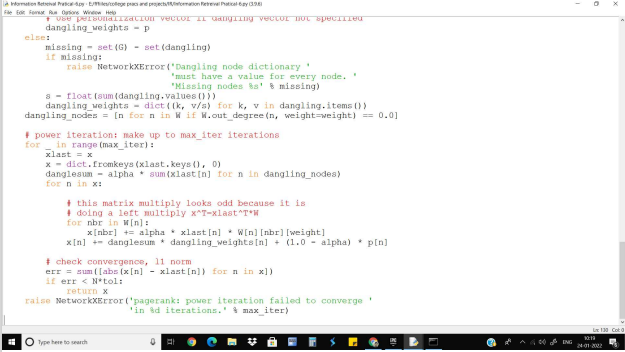 Information Retreival Pratical-6.py - E:/frfiles/college pracs and projects/IR/Information Retreival Pratical-6.py (3.9.6)
File Edit Format Run Options Window Help
# Use personalization vector if dangling vector not specified
dangling_weights = p
else:
missing = set(G) - set(dangling)
if missing:
raise NetworkXError('Dangling node dictionary '
'must have a value for every node. '
'Missing nodes %s' % missing)
s = float(sum(dangling.values()))
dangling_weights = dict((k, v/s) for k, v in dangling.items())
dangling_nodes = [n for n in W if W.out_degree(n, weight=weight) == 0.0]
# power iteration: make up to max_iter iterations
for _ in range(max_iter):
xlast = x
x = dict.fromkeys(xlast.keys(), 0)
danglesum = alpha * sum(xlast[n] for n in dangling_nodes)
for n in x:
# this matrix multiply looks odd because it is
# doing a left multiply x^T=xlast^T*W
for nbr in W[n]:
x[nbr] += alpha * xlast[n] * W[n][nbr][weight]
x[n] += danglesum * dangling_weights[n] + (1.0 - alpha) * p[n]
# check convergence, l1 norm
err = sum([abs(x[n] - xlast[n]) for n in x])
if err < N*tol:
return x
raise NetworkXError('pagerank: power iteration failed to converge '
'in %d iterations.' % max_iter)
Ln: 130 Col: 0
Type here to search
ENG
10:19
24-01-2022